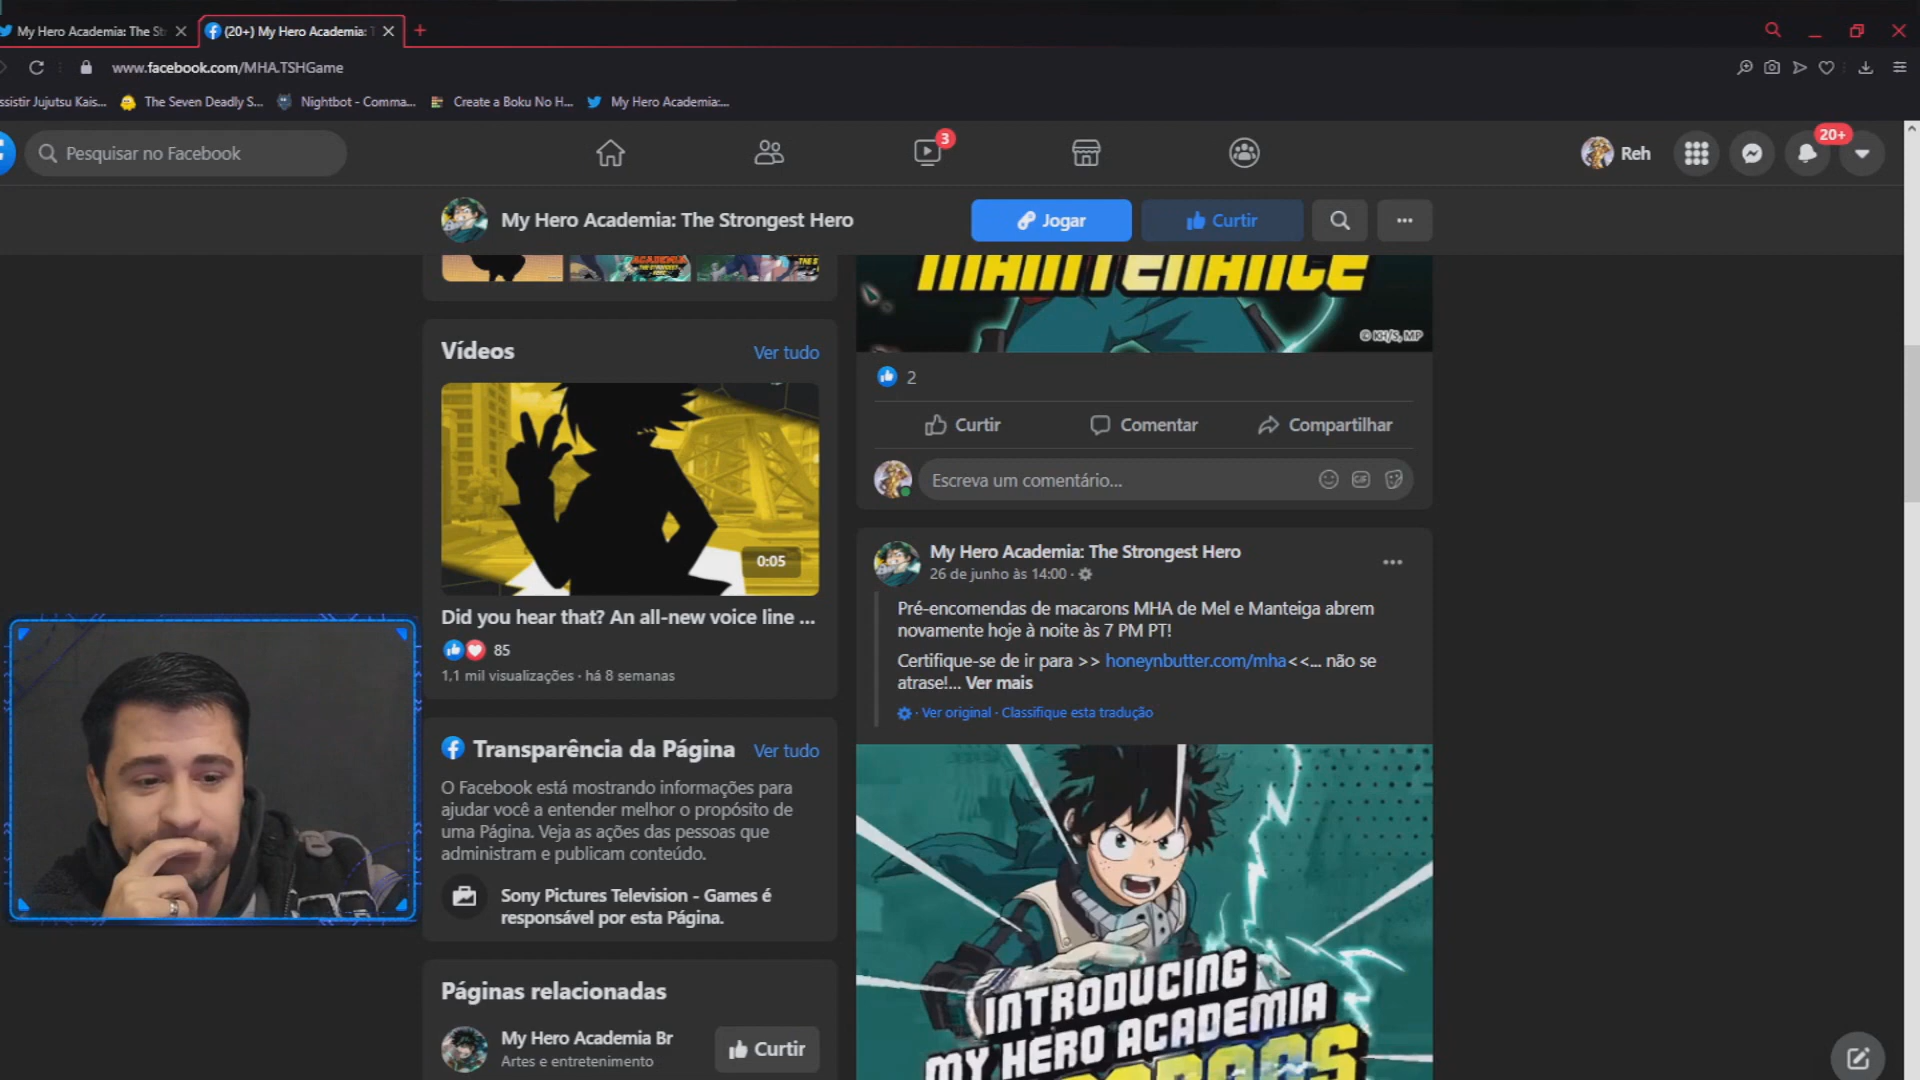 My Hero Academia: The St
(20+) My Hero Academia: T
www.facebook.com/MHA.TSHGame
ssistir Jujutsu Kais...
The Seven Deadly S...
Nightbot - Comma...
Create a Boku No H...
My Hero Academia:...
Pesquisar no Facebook
3
Reh
20+
My Hero Academia: The Strongest Hero
Jogar
Curtir
Vídeos
Ver tudo
0:05
Did you hear that? An all-new voice line ...
85
1,1 mil visualizações · há 8 semanas
Transparência da Página
Ver tudo
O Facebook está mostrando informações para
ajudar você a entender melhor o propósito de
uma Página. Veja as ações das pessoas que
administram e publicam conteúdo.
Sony Pictures Television - Games é
responsável por esta Página.
Páginas relacionadas
My Hero Academia Br
Artes e entretenimento
Curtir
MAINTENANCE
© KH/S, MP
2
Curtir
Comentar
Compartilhar
Escreva um comentário...
GIF
My Hero Academia: The Strongest Hero
26 de junho às 14:00 ·
Pré-encomendas de macarons MHA de Mel e Manteiga abrem
novamente hoje à noite às 7 PM PT!
Certifique-se de ir para >> honeynbutter.com/mha<<... não se
atrase!... Ver mais
· Ver original · Classifique esta tradução
INTRODUCING
MY HERO ACADEMIA